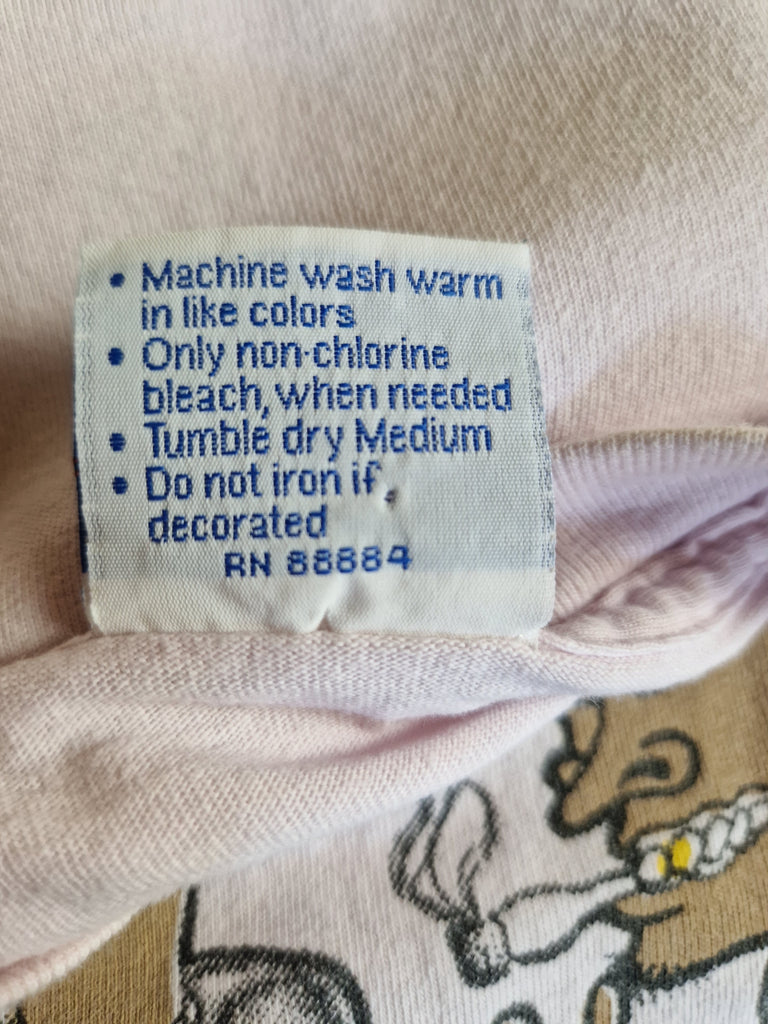 • Machine wash warm
in like colors
• Only non-chlorine
bleach, when needed
• Tumble dry Medium
• Do not iron if
decorated
RN 88884